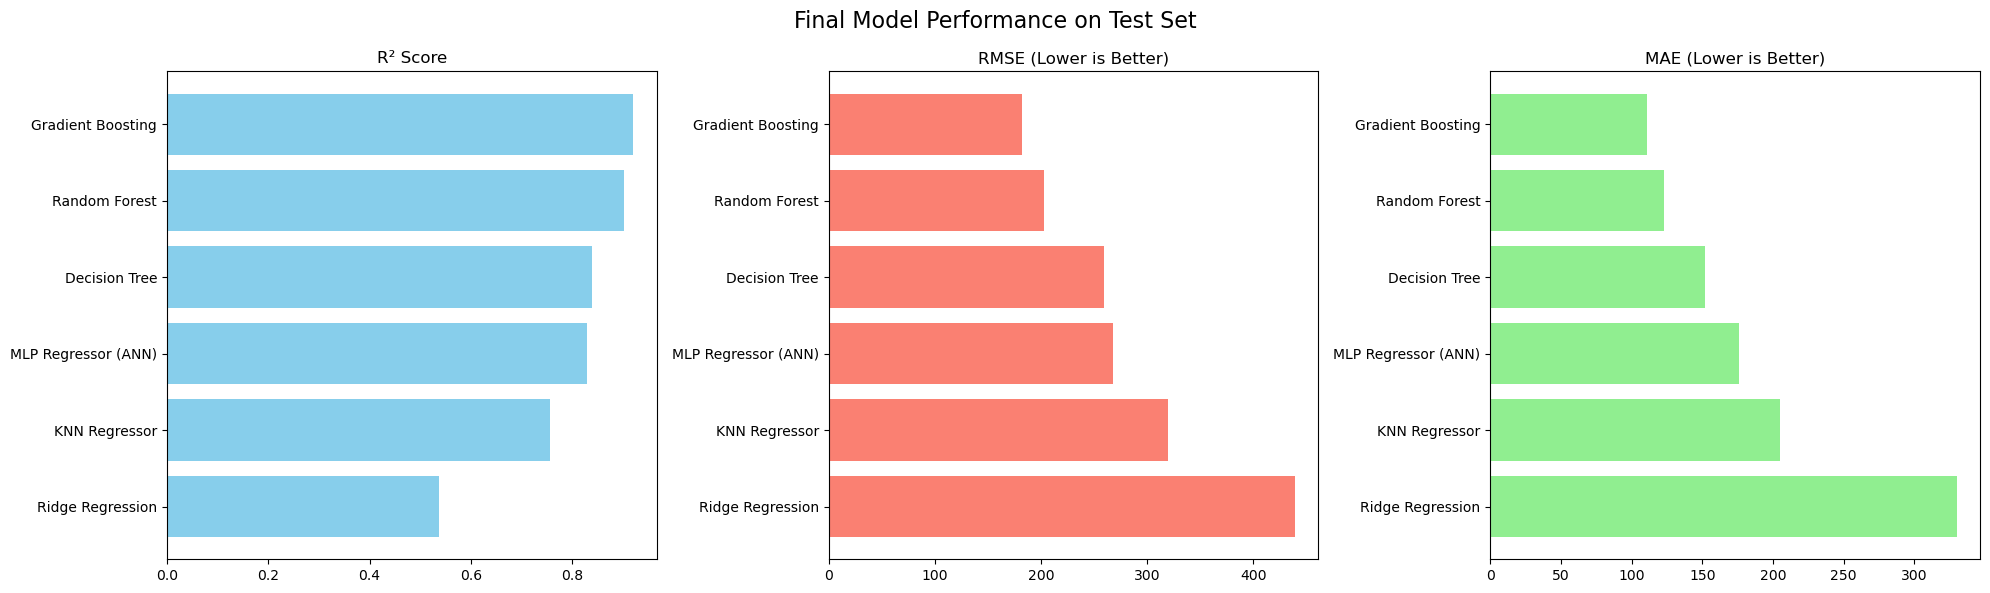 Final Model Performance on Test Set
R² Score
Gradient Boosting
Random Forest
Decision Tree
MLP Regressor (ANN)
KNN Regressor
Ridge Regression
0.0 0.2 0.4 0.6 0.8
RMSE (Lower is Better)
Gradient Boosting
Random Forest
Decision Tree
MLP Regressor (ANN)
KNN Regressor
Ridge Regression
0 100 200 300 400
MAE (Lower is Better)
Gradient Boosting
Random Forest
Decision Tree
MLP Regressor (ANN)
KNN Regressor
Ridge Regression
0 50 100 150 200 250 300